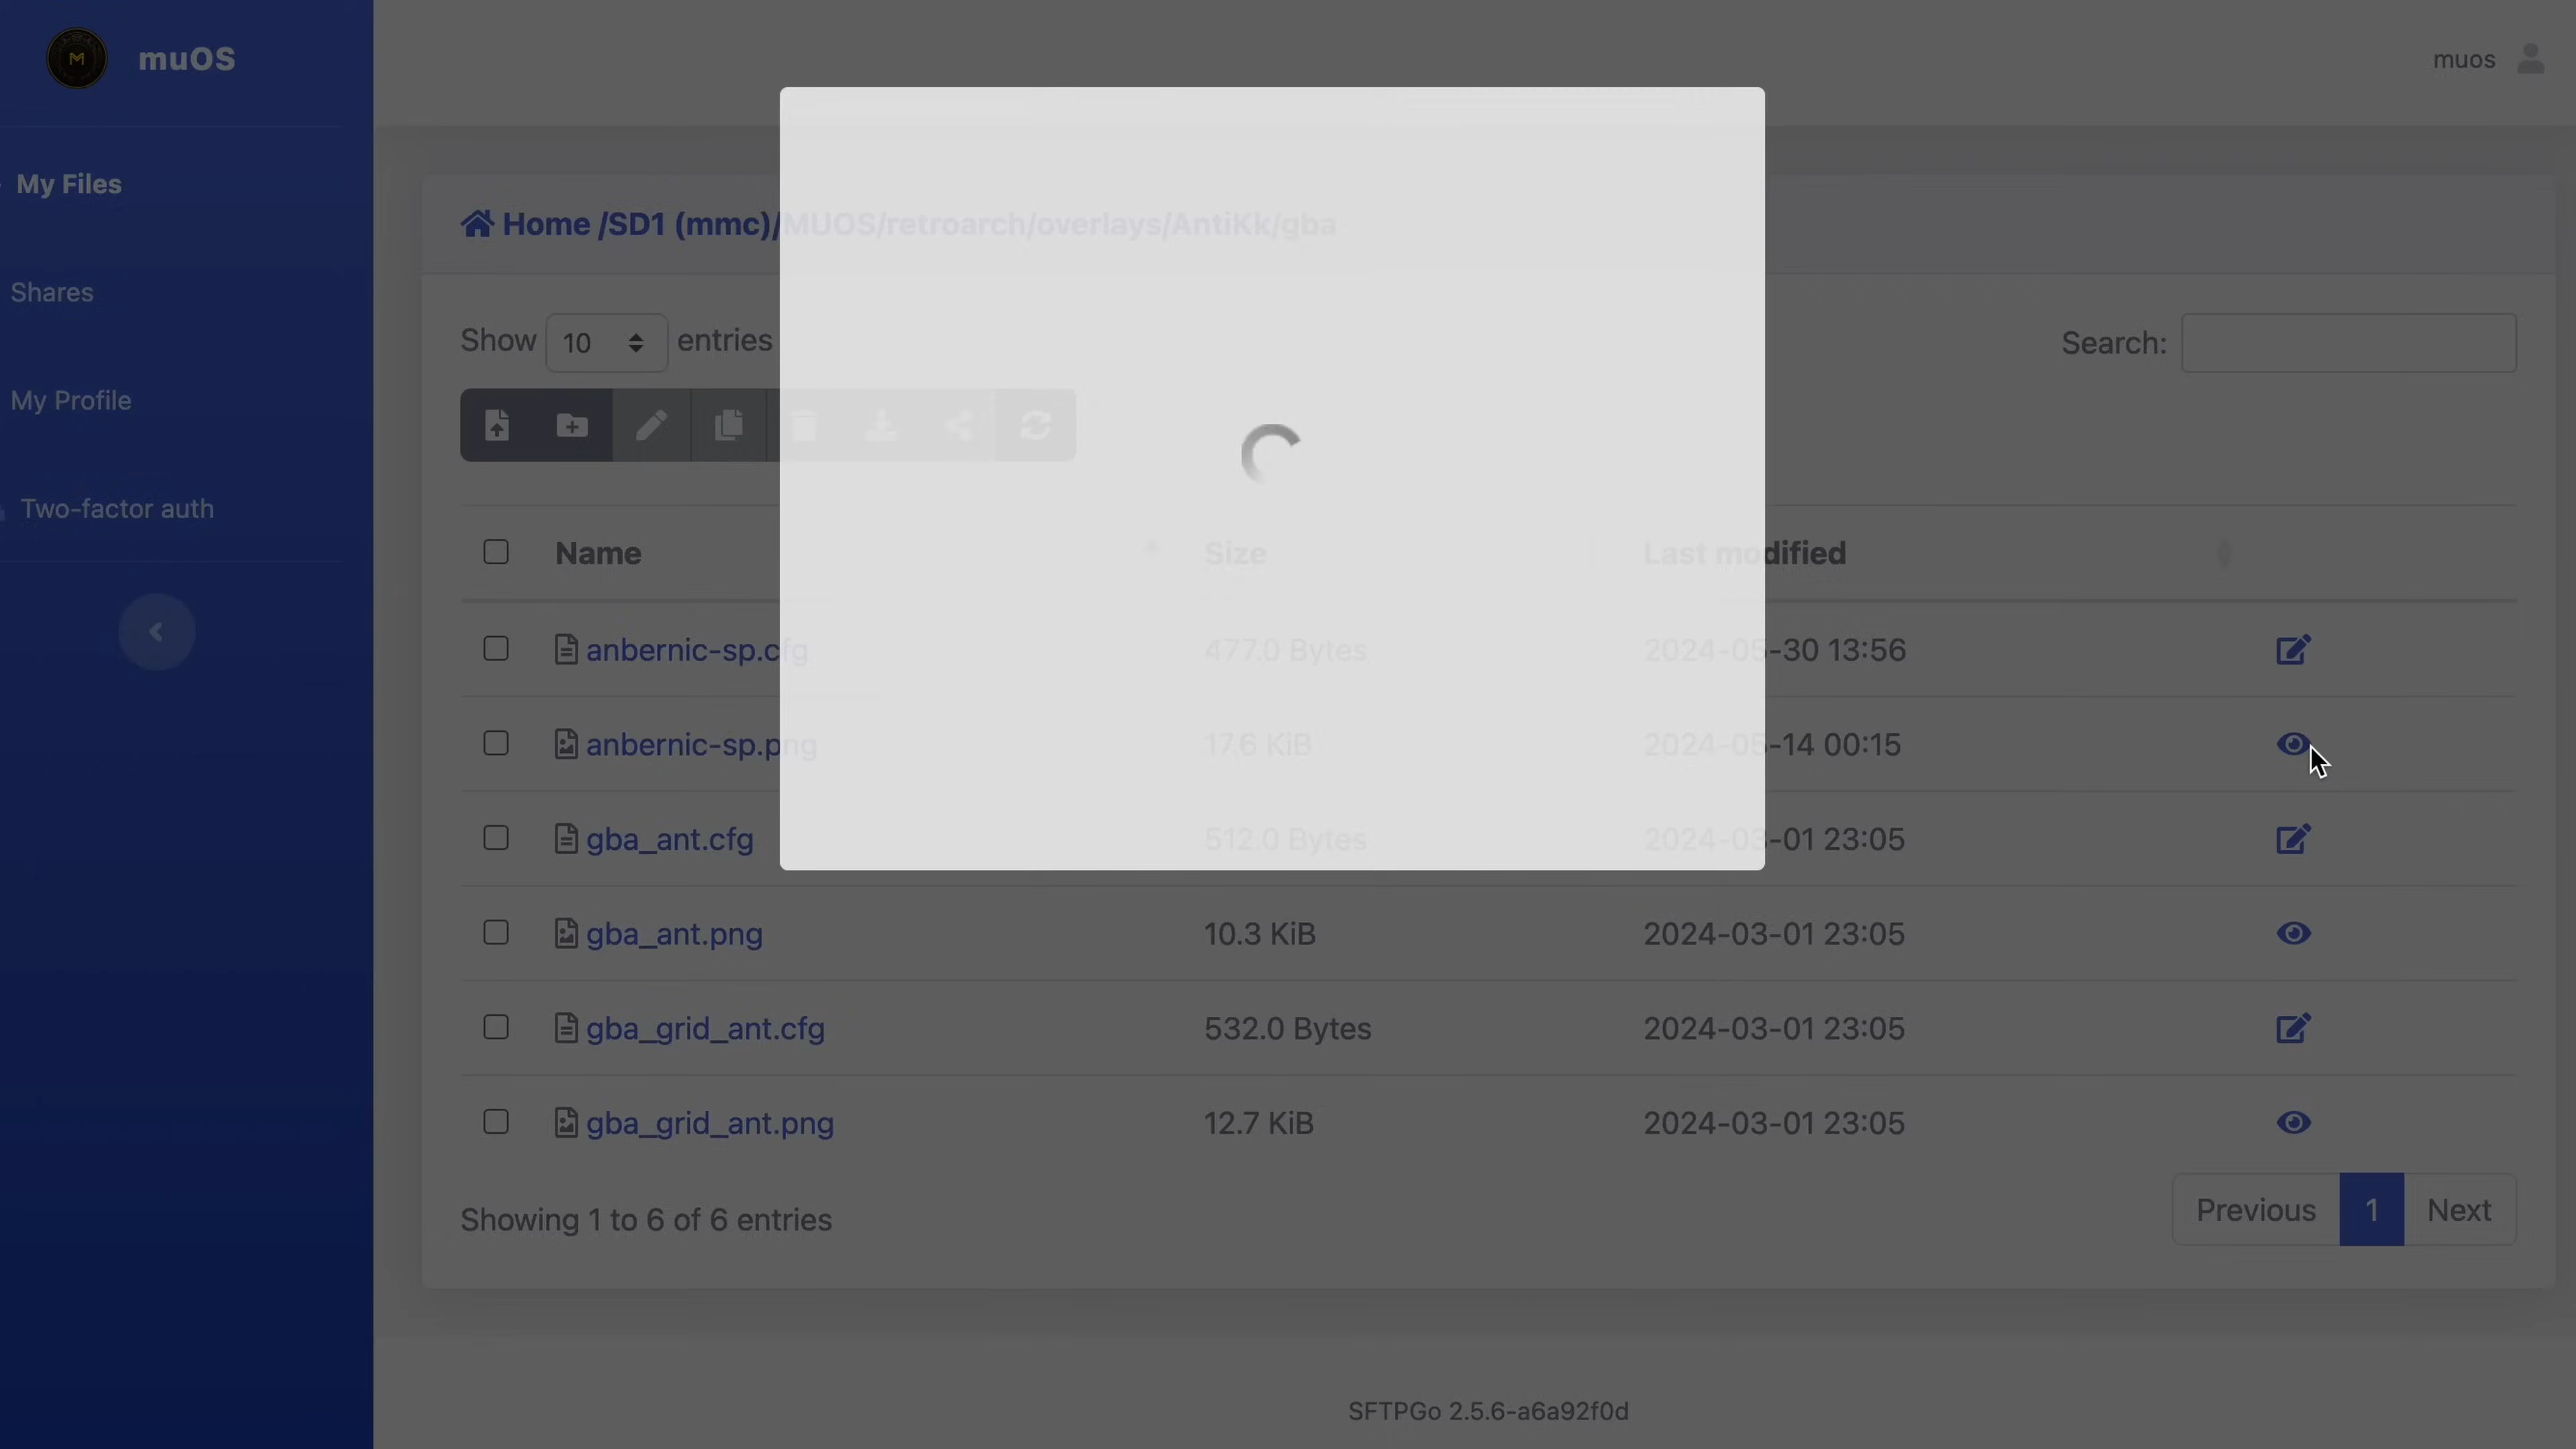 muOS
muos
My Files
Home /SD1 (mmc)/MUOS/retroarch/overlays/AntiKk/gba
Shares
Show 10 entries
Search:
My Profile
Two-factor auth
Name Size Last modified
anbernic-sp.cfg 477.0 Bytes 2024-05-30 13:56
anbernic-sp.png 17.6 KiB 2024-05-14 00:15
gba_ant.cfg 512.0 Bytes 2024-03-01 23:05
gba_ant.png 10.3 KiB 2024-03-01 23:05
gba_grid_ant.cfg 532.0 Bytes 2024-03-01 23:05
gba_grid_ant.png 12.7 KiB 2024-03-01 23:05
Showing 1 to 6 of 6 entries
Previous 1 Next
SFTPGo 2.5.6-a6a92f0d